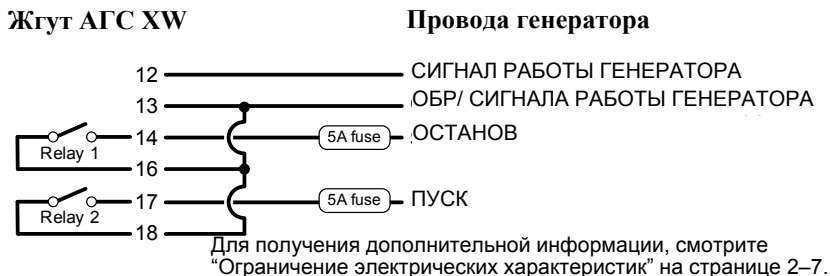 Жгут АГС XW
Провода генератора
12 СИГНАЛ РАБОТЫ ГЕНЕРАТОРА
13 ОБР/ СИГНАЛА РАБОТЫ ГЕНЕРАТОРА
14 5A fuse ОСТАНОВ
Relay 1
16
17 5A fuse ПУСК
Relay 2
18
Для получения дополнительной информации, смотрите
“Ограничение электрических характеристик” на странице 2–7.